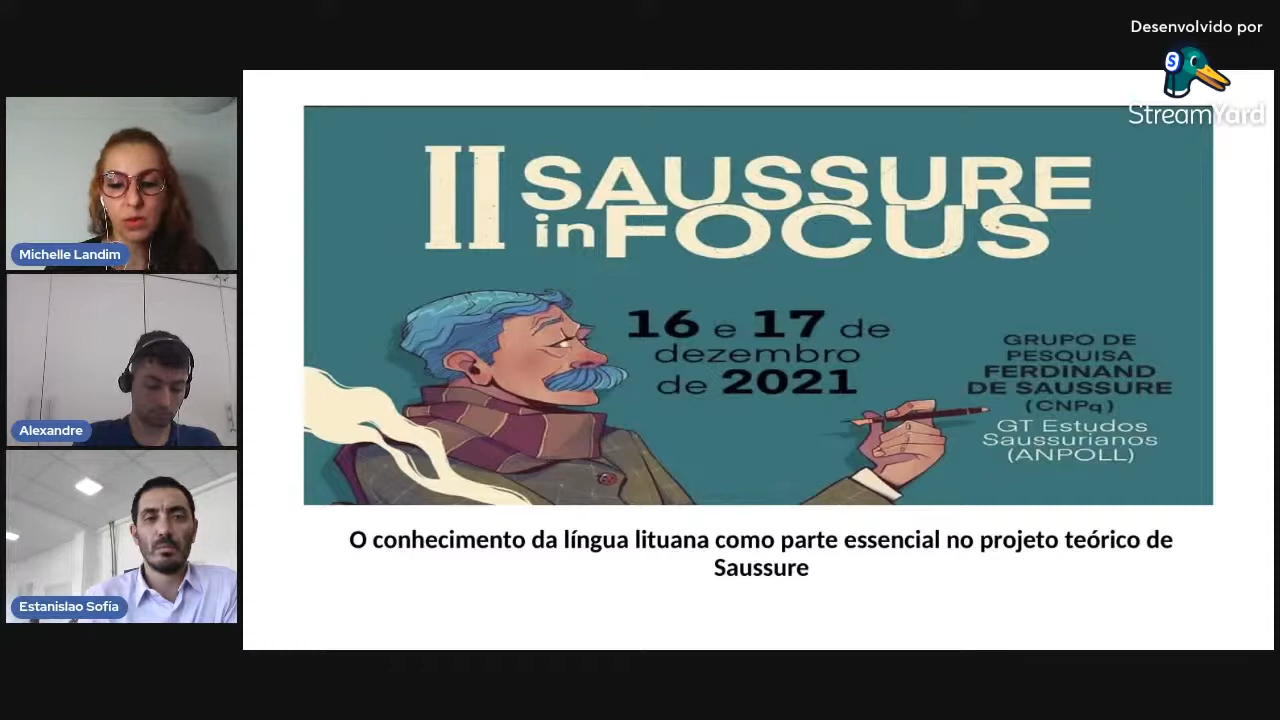 Desenvolvido por
S
StreamYard
II SAUSSURE
in FOCUS
16 e 17 de
dezembro
de 2021
GRUPO DE
PESQUISA
FERDINAND
DE SAUSSURE
(CNPq)
GT Estudos
Saussurianos
(ANPOLL)
O conhecimento da língua lituana como parte essencial no projeto teórico de
Saussure
Michelle Landim
Alexandre
Estanislao Sofía